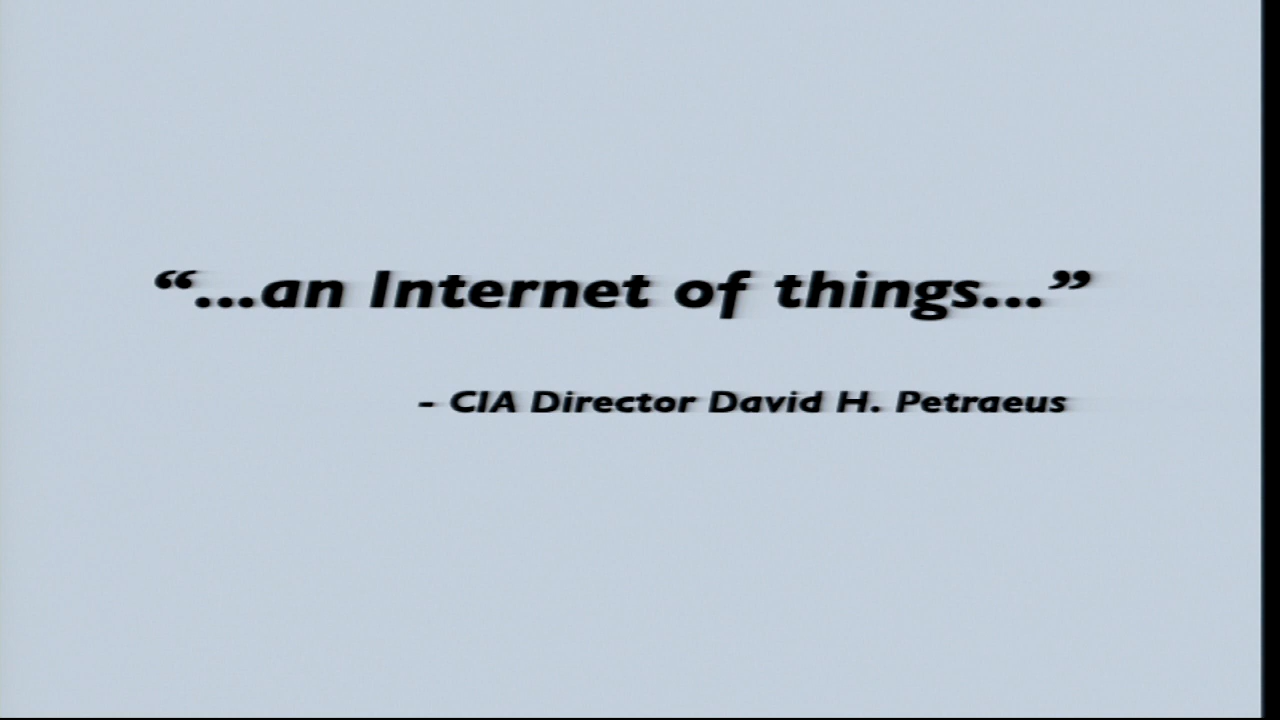 “...an Internet of things...”
- CIA Director David H. Petraeus